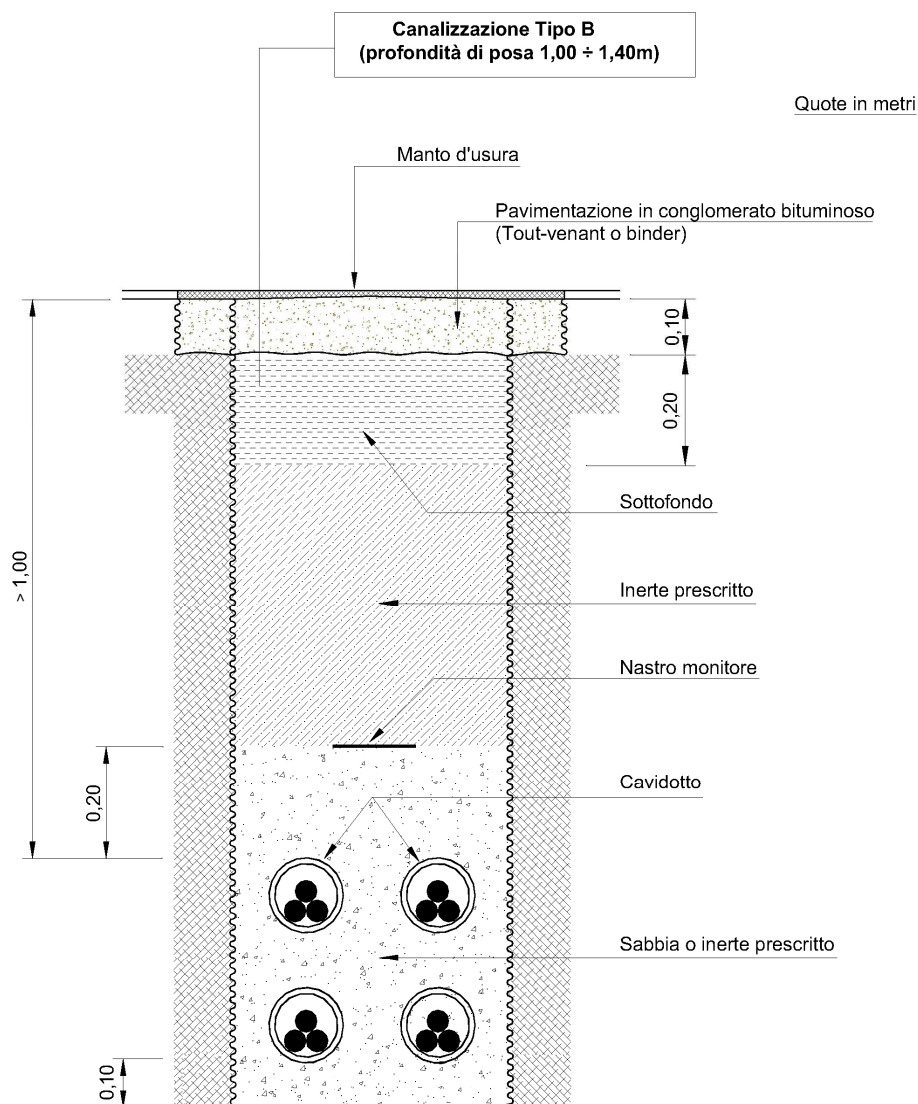 Canalizzazione Tipo B
(profondità di posa 1,00 ÷ 1,40m)
Quote in metri
Manto d'usura
Pavimentazione in conglomerato bituminoso
(Tout-venant o binder)
0,10
0,20
Sottofondo
> 1,00
Inerte prescritto
Nastro monitore
0,20
Cavidotto
Sabbia o inerte prescritto
0,10